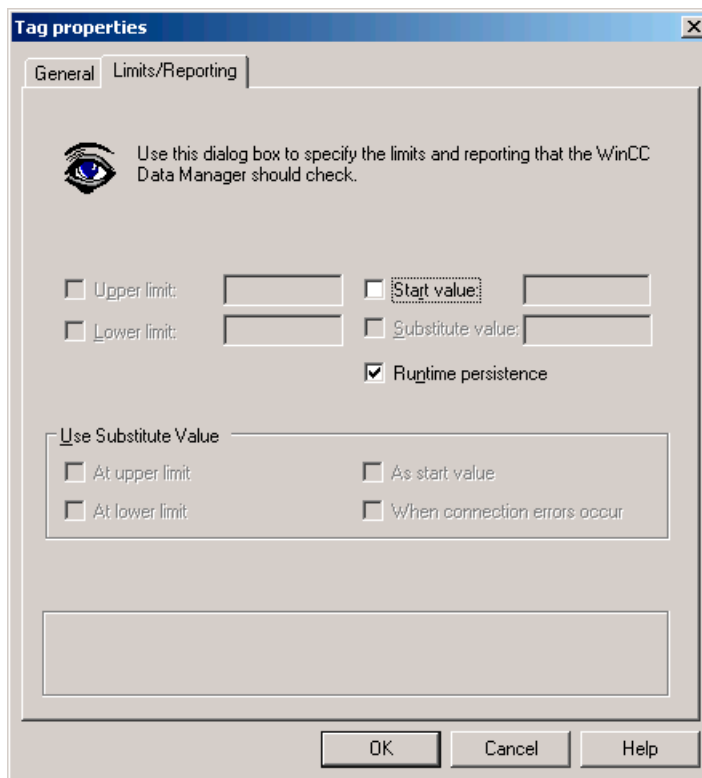 Tag properties
General Limits/Reporting
Use this dialog box to specify the limits and reporting that the WinCC
Data Manager should check.
Upper limit: Start value:
Lower limit: Substitute value:
Runtime persistence
Use Substitute Value
At upper limit As start value
At lower limit When connection errors occur
OK Cancel Help